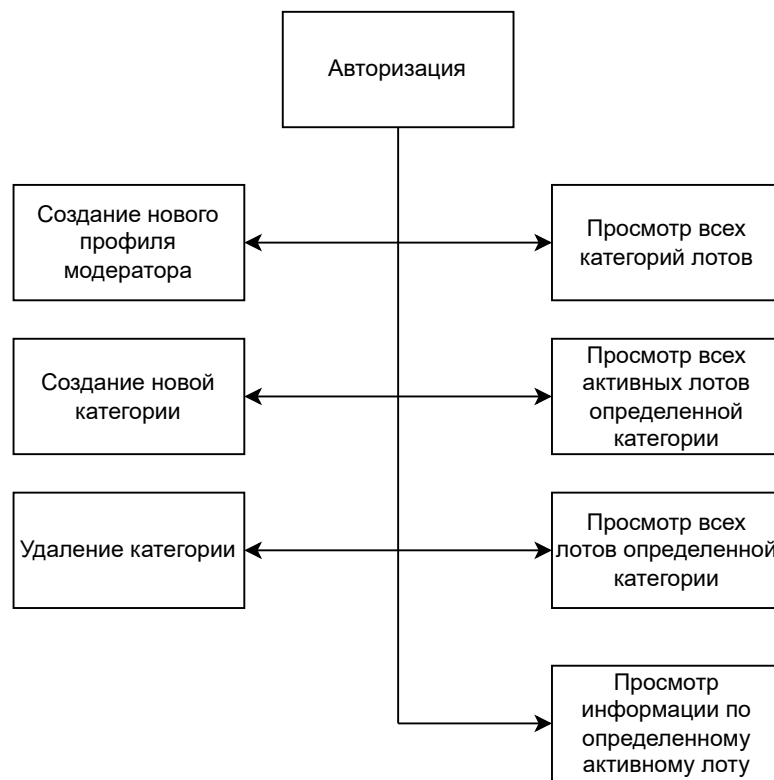 Авторизация
Создание нового
профиля
модератора
Просмотр всех
категорий лотов
Создание новой
категории
Просмотр всех
активных лотов
определенной
категории
Удаление категории
Просмотр всех
лотов определенной
категории
Просмотр
информации по
определенному
активному лоту